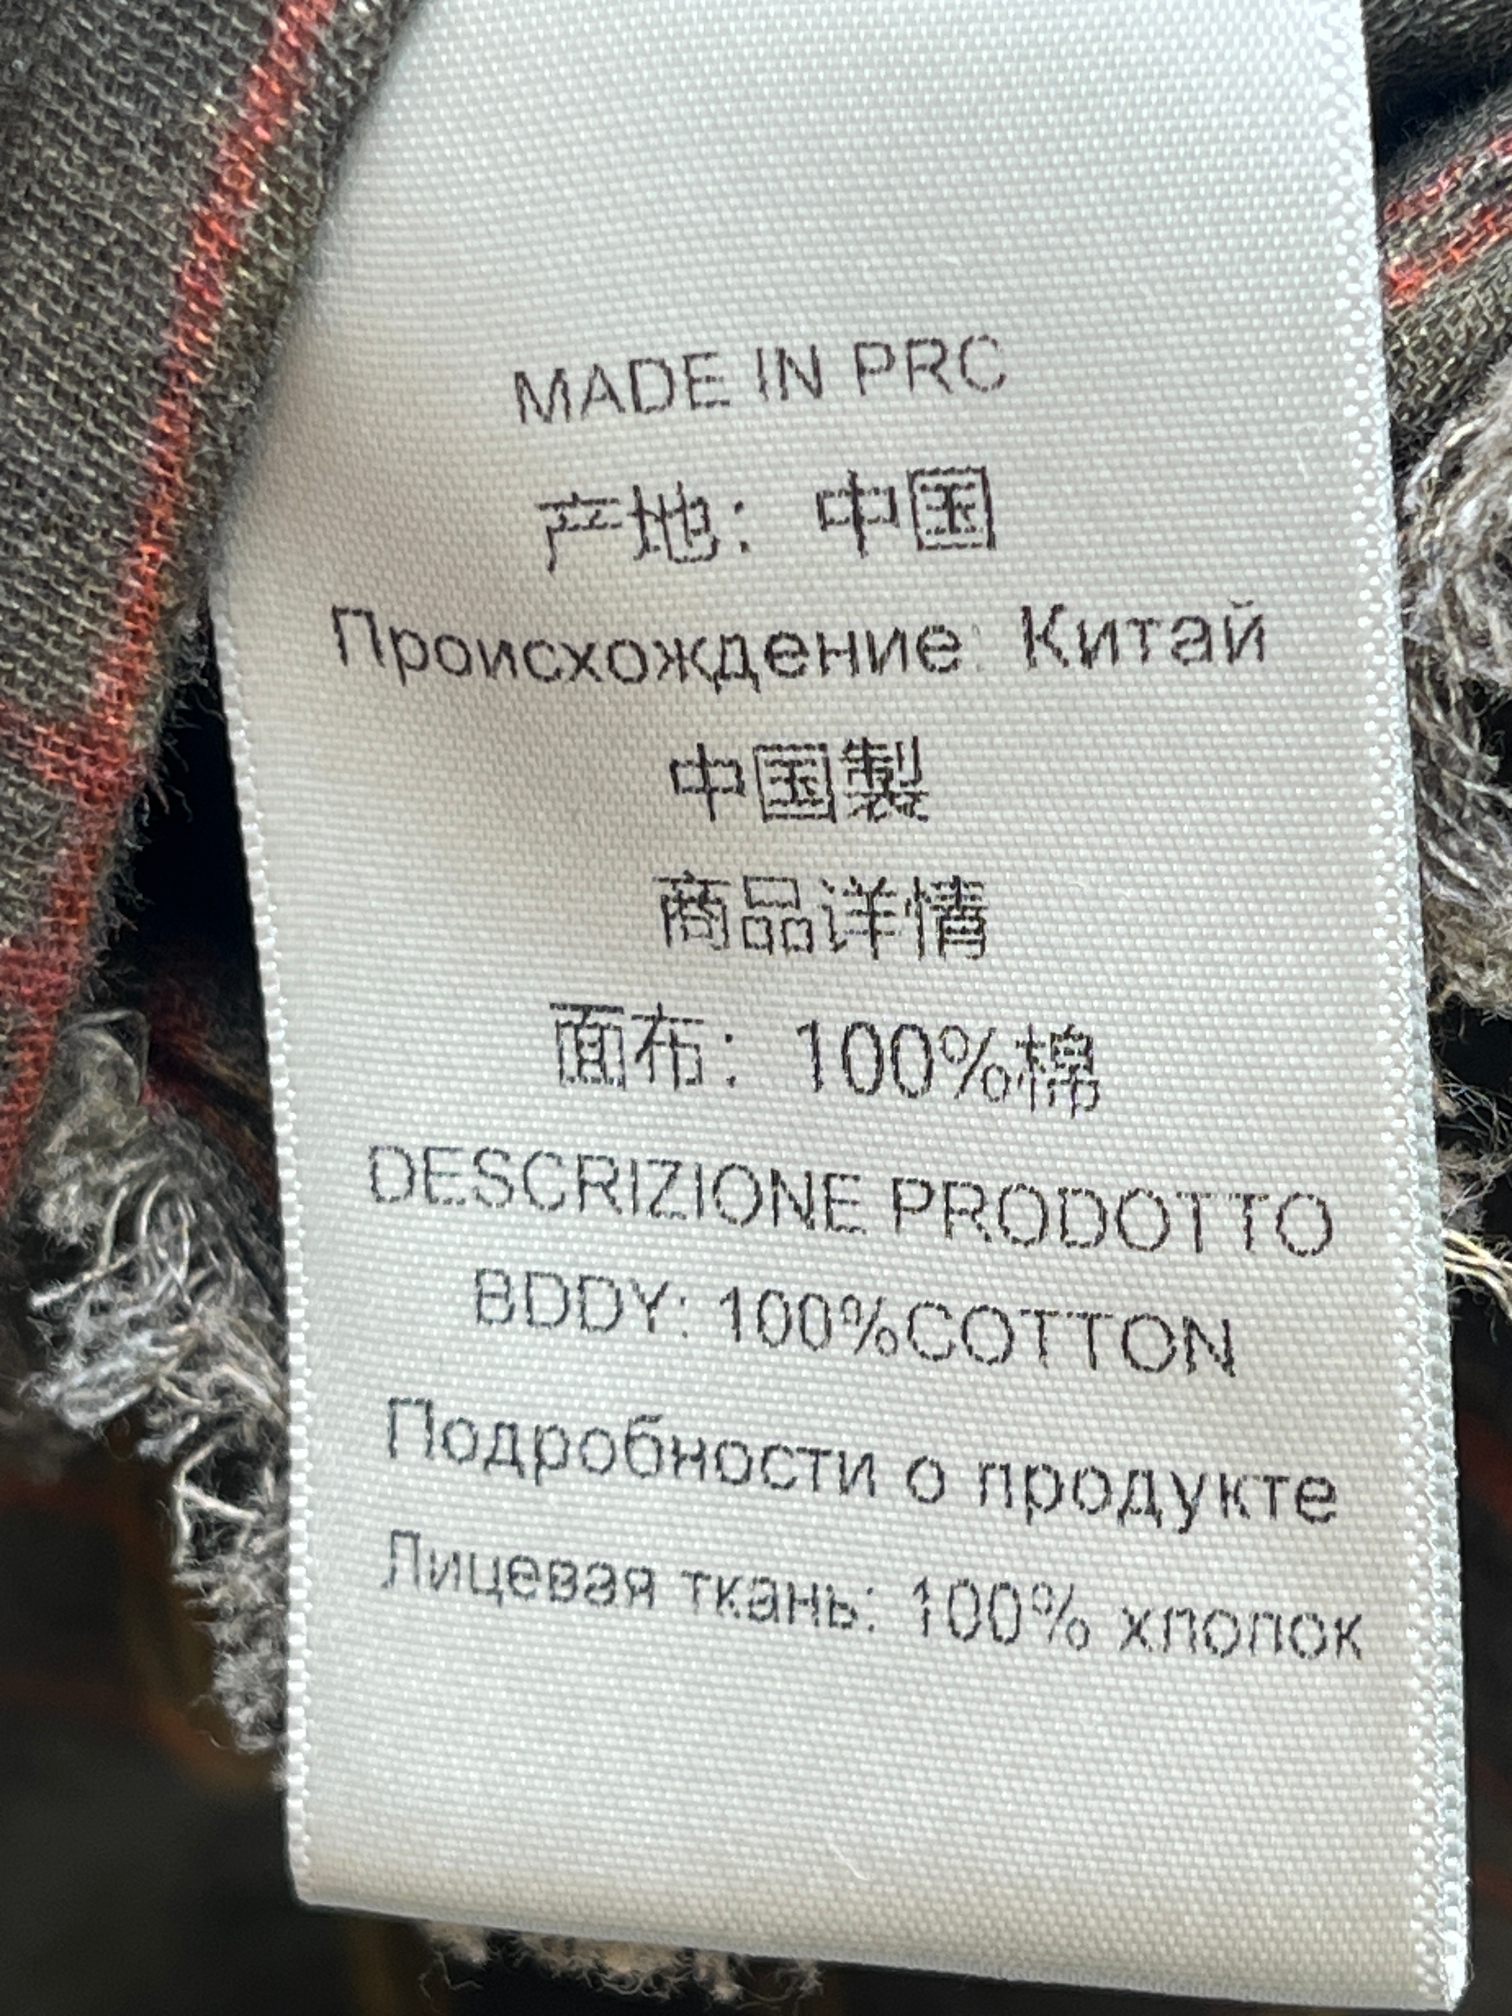 MADE IN PRC
产地：中国
Происхождение: Китай
中国製
商品详情
面布：100%棉
DESCRIZIONE PRODOTTO
BDDY: 100%COTTON
Подробности о продукте
Лицевая ткань: 100% хлопок